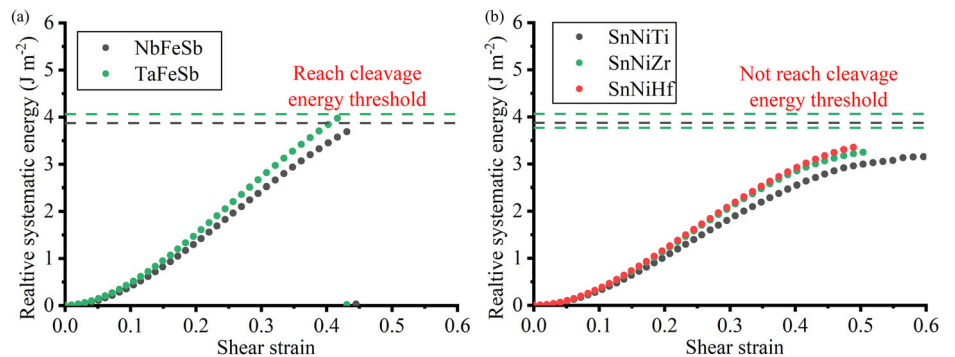 (a)
NbFeSb
TaFeSb
Reach cleavage
energy threshold
Realtive systematic energy (J m-2)
6
5
4
3
2
1
0
0.0 0.1 0.2 0.3 0.4 0.5 0.6
Shear strain
(b)
SnNiTi
SnNiZr
SnNiHf
Not reach cleavage
energy threshold
Realtive systematic energy (J m-2)
6
5
4
3
2
1
0
0.0 0.1 0.2 0.3 0.4 0.5 0.6
Shear strain